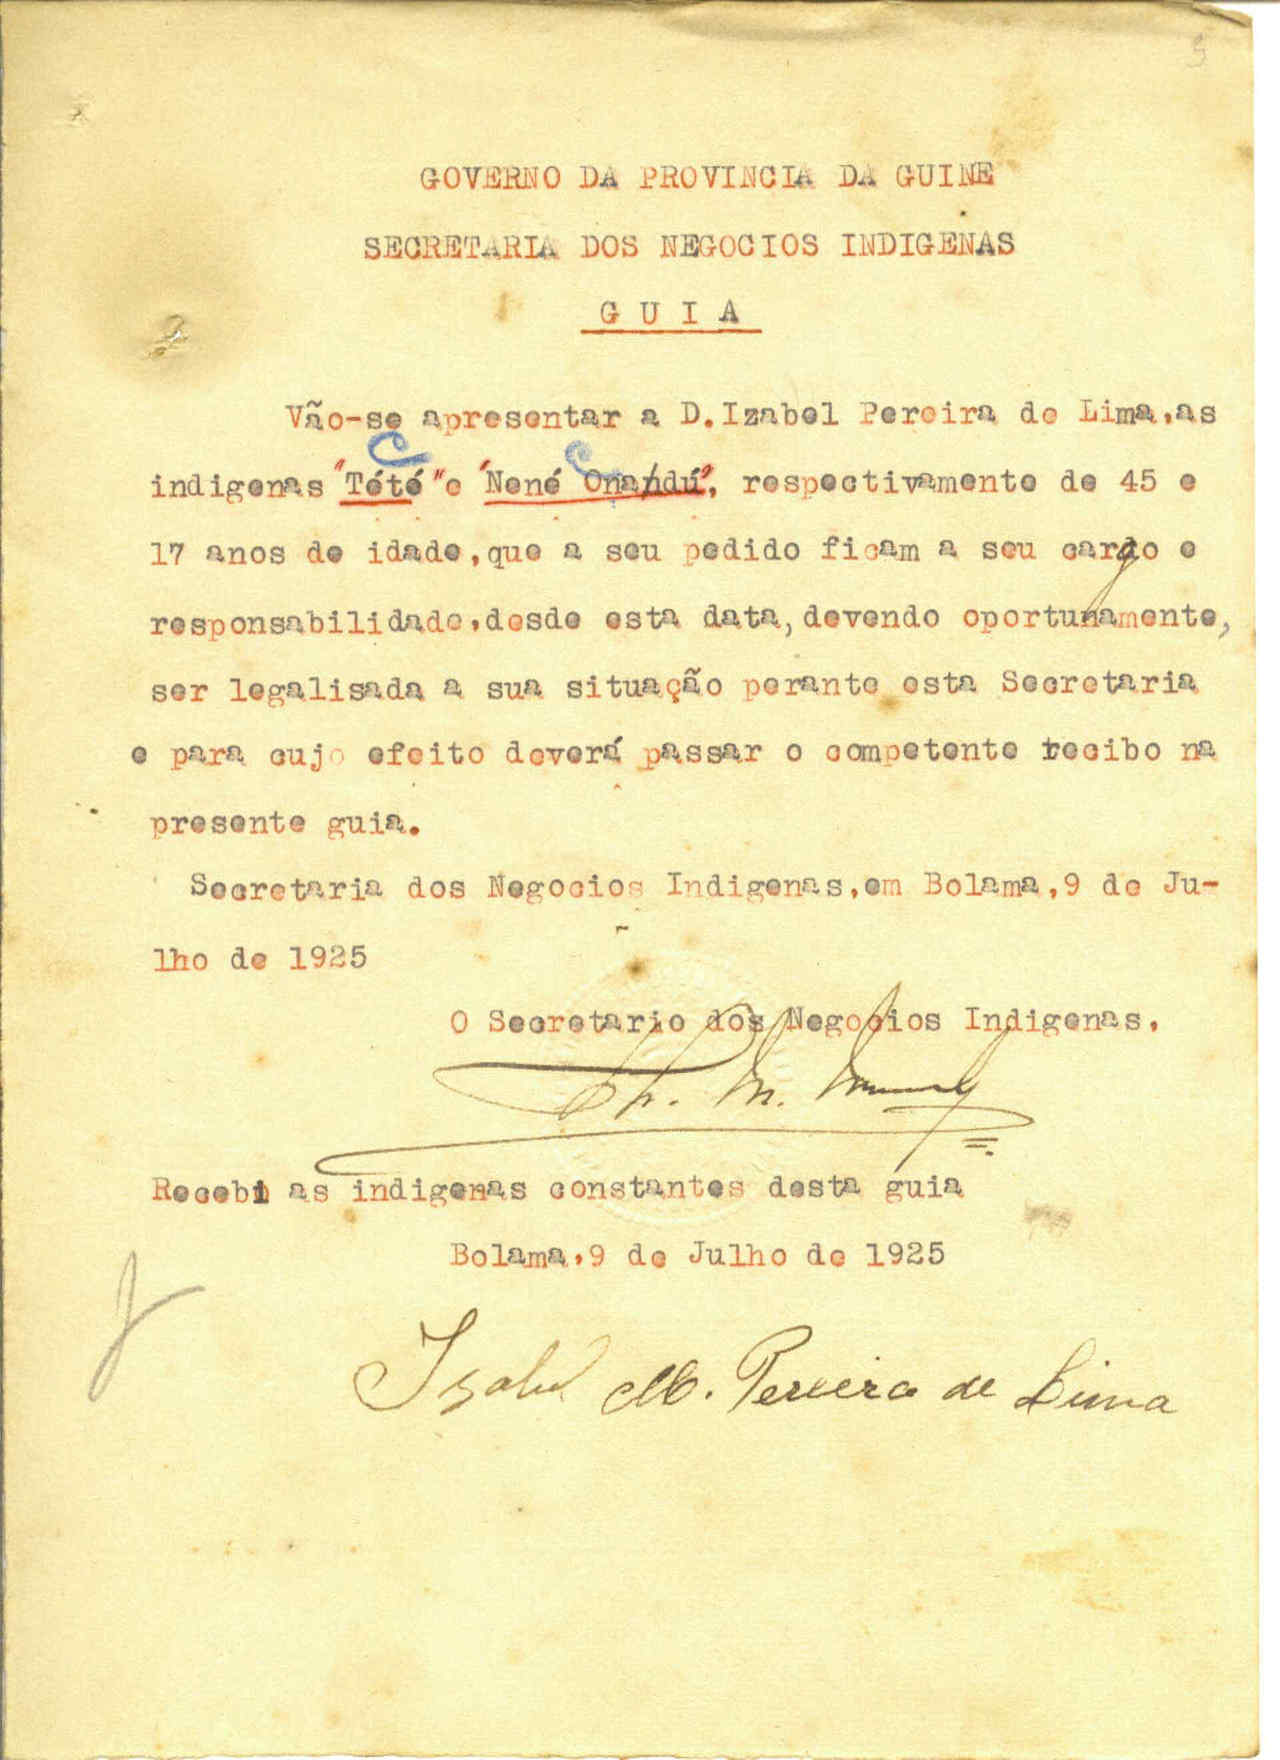 GOVERNO DA PROVINCIA DA GUINE
SECRETARIA DOS NEGOCIOS INDIGENAS
G U I A
Vão-se apresentar a D.Izabel Pereira de Lima,as
indigenas "Tété" e "Nené Onandú", respectivamente de 45 e
17 anos de idade,que a seu pedido ficam a seu cargo e
responsabilidade,desde esta data,devendo oportunamente,
ser legalisada a sua situação perante esta Secretaria
e para cujo efeito deverá passar o competente recibo na
presente guia.
Secretaria dos Negocios Indigenas,em Bolama,9 de Ju-
lho de 1925
O Secretario dos Negocios Indigenas.
Recebi as indigenas constantes desta guia
Bolama,9 de Julho de 1925
Izabel M. Pereira de Lima